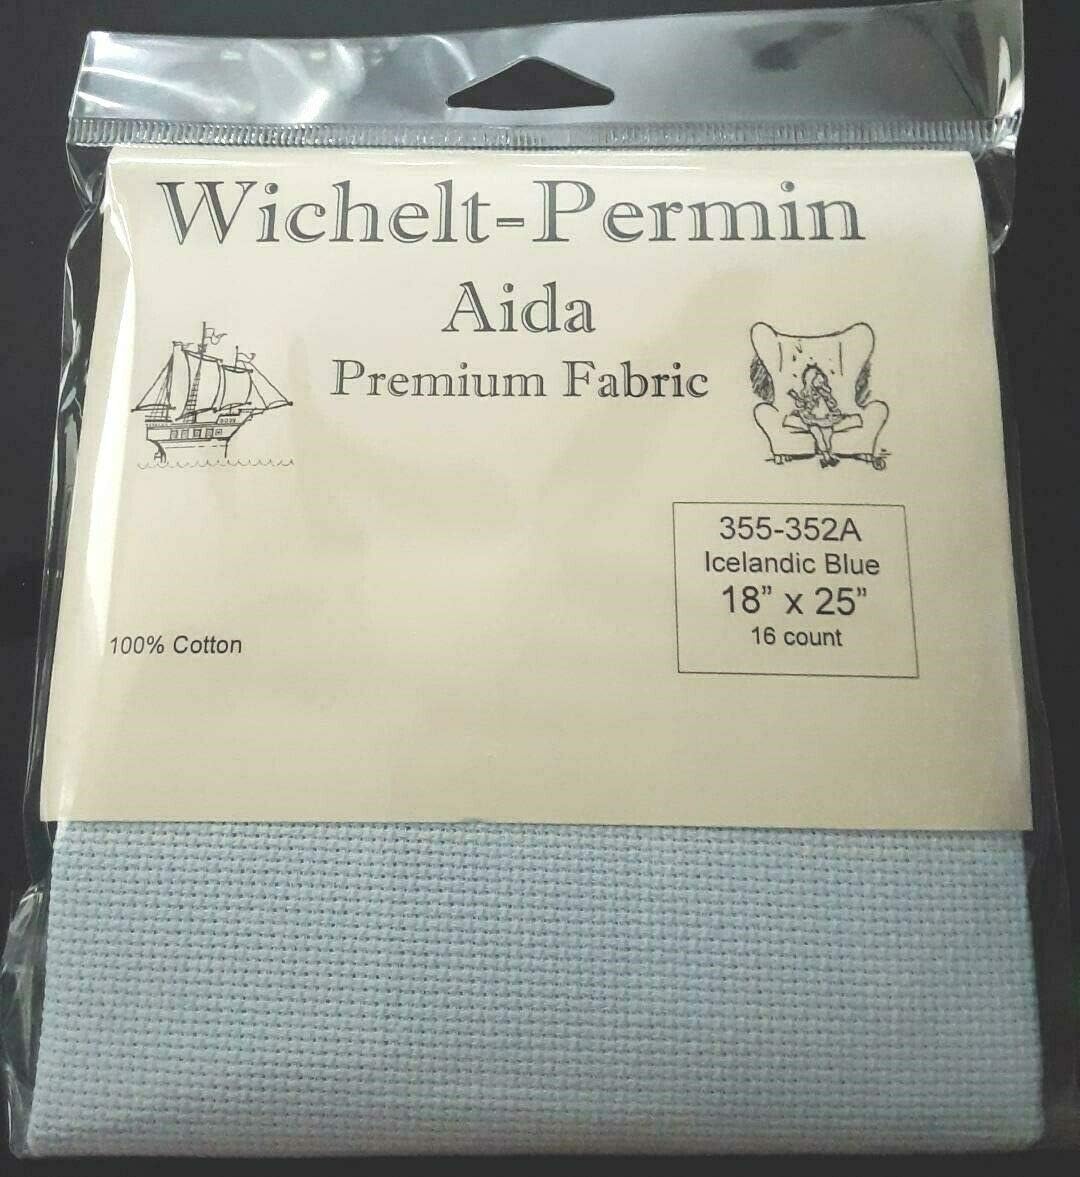 Wichelt-Permin
Aida
Premium Fabric
355-352A
Icelandic Blue
18” x 25”
16 count
100% Cotton